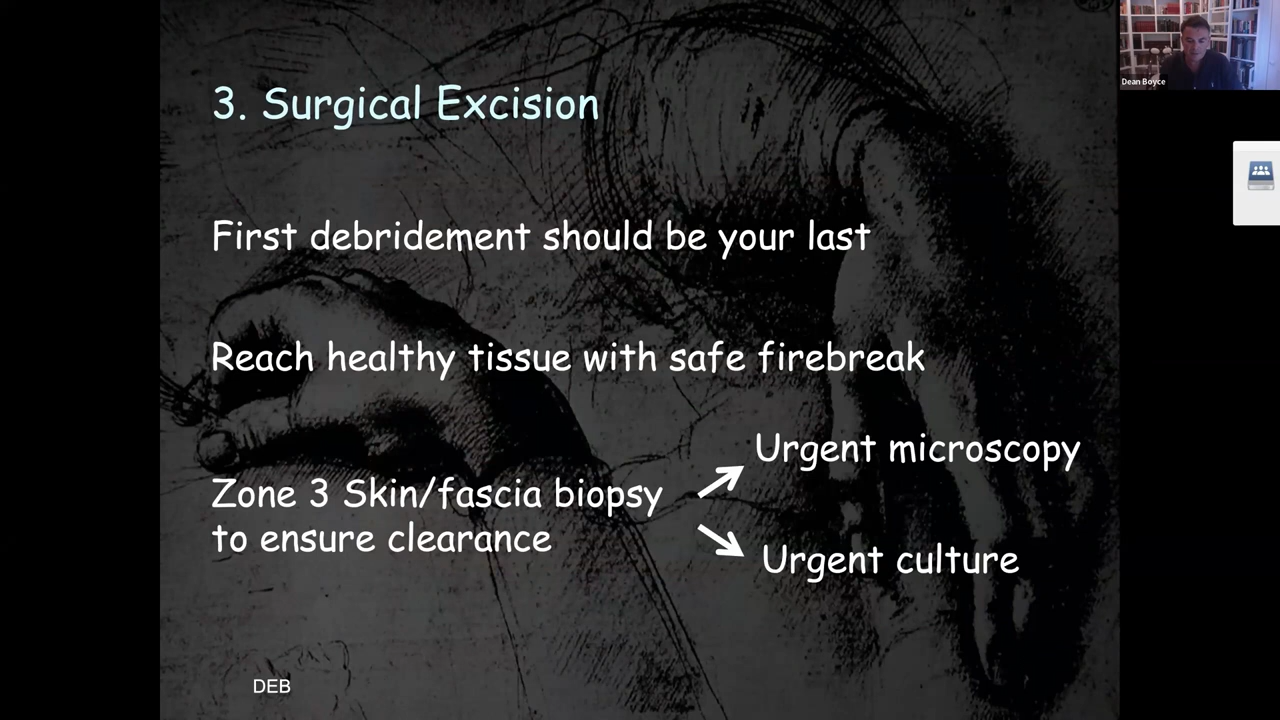 Dean Boyce
3. Surgical Excision
First debridement should be your last
Reach healthy tissue with safe firebreak
Urgent microscopy
Zone 3 Skin/fascia biopsy
to ensure clearance
Urgent culture
DEB